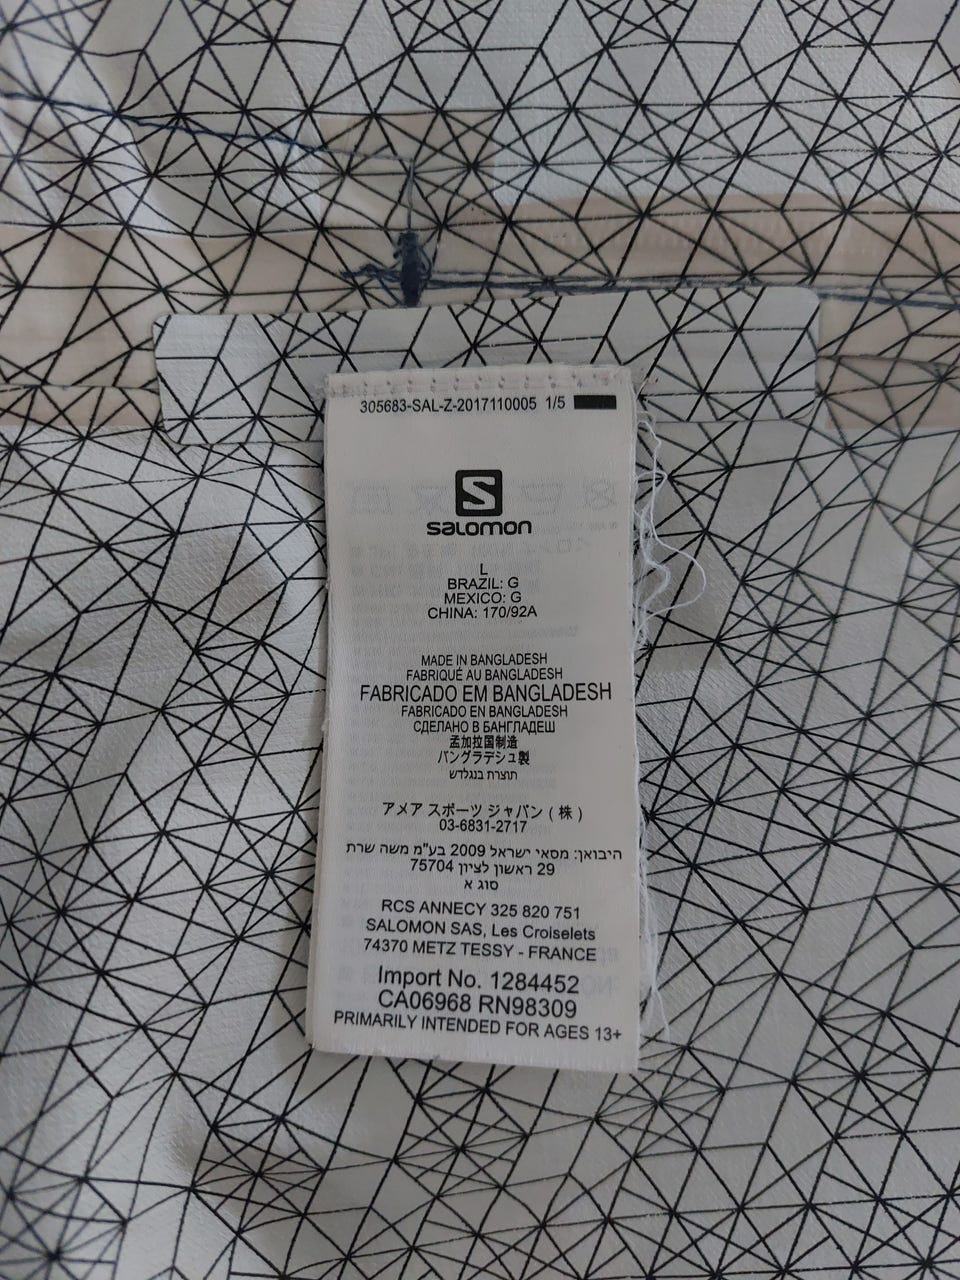 305683-SAL-Z-2017110005 1/5
S
SALOMON
L
BRAZIL: G
MEXICO: G
CHINA: 170/92A
MADE IN BANGLADESH
FABRIQUÉ AU BANGLADESH
FABRICADO EM BANGLADESH
FABRICADO EN BANGLADESH
СДЕЛАНО В БАНГЛАДЕШ
孟加拉国制造
バングラデシュ製
תוצרת בנגלדש
アメア スポーツ ジャパン ( 株 )
03-6831-2717
היבואן: מסאי ישראל 2009 בע"מ משה שרת
29 ראשון לציון 75704
סוג א
RCS ANNECY 325 820 751
SALOMON SAS, Les Croiselets
74370 METZ TESSY - FRANCE
Import No. 1284452
CA06968 RN98309
PRIMARILY INTENDED FOR AGES 13+